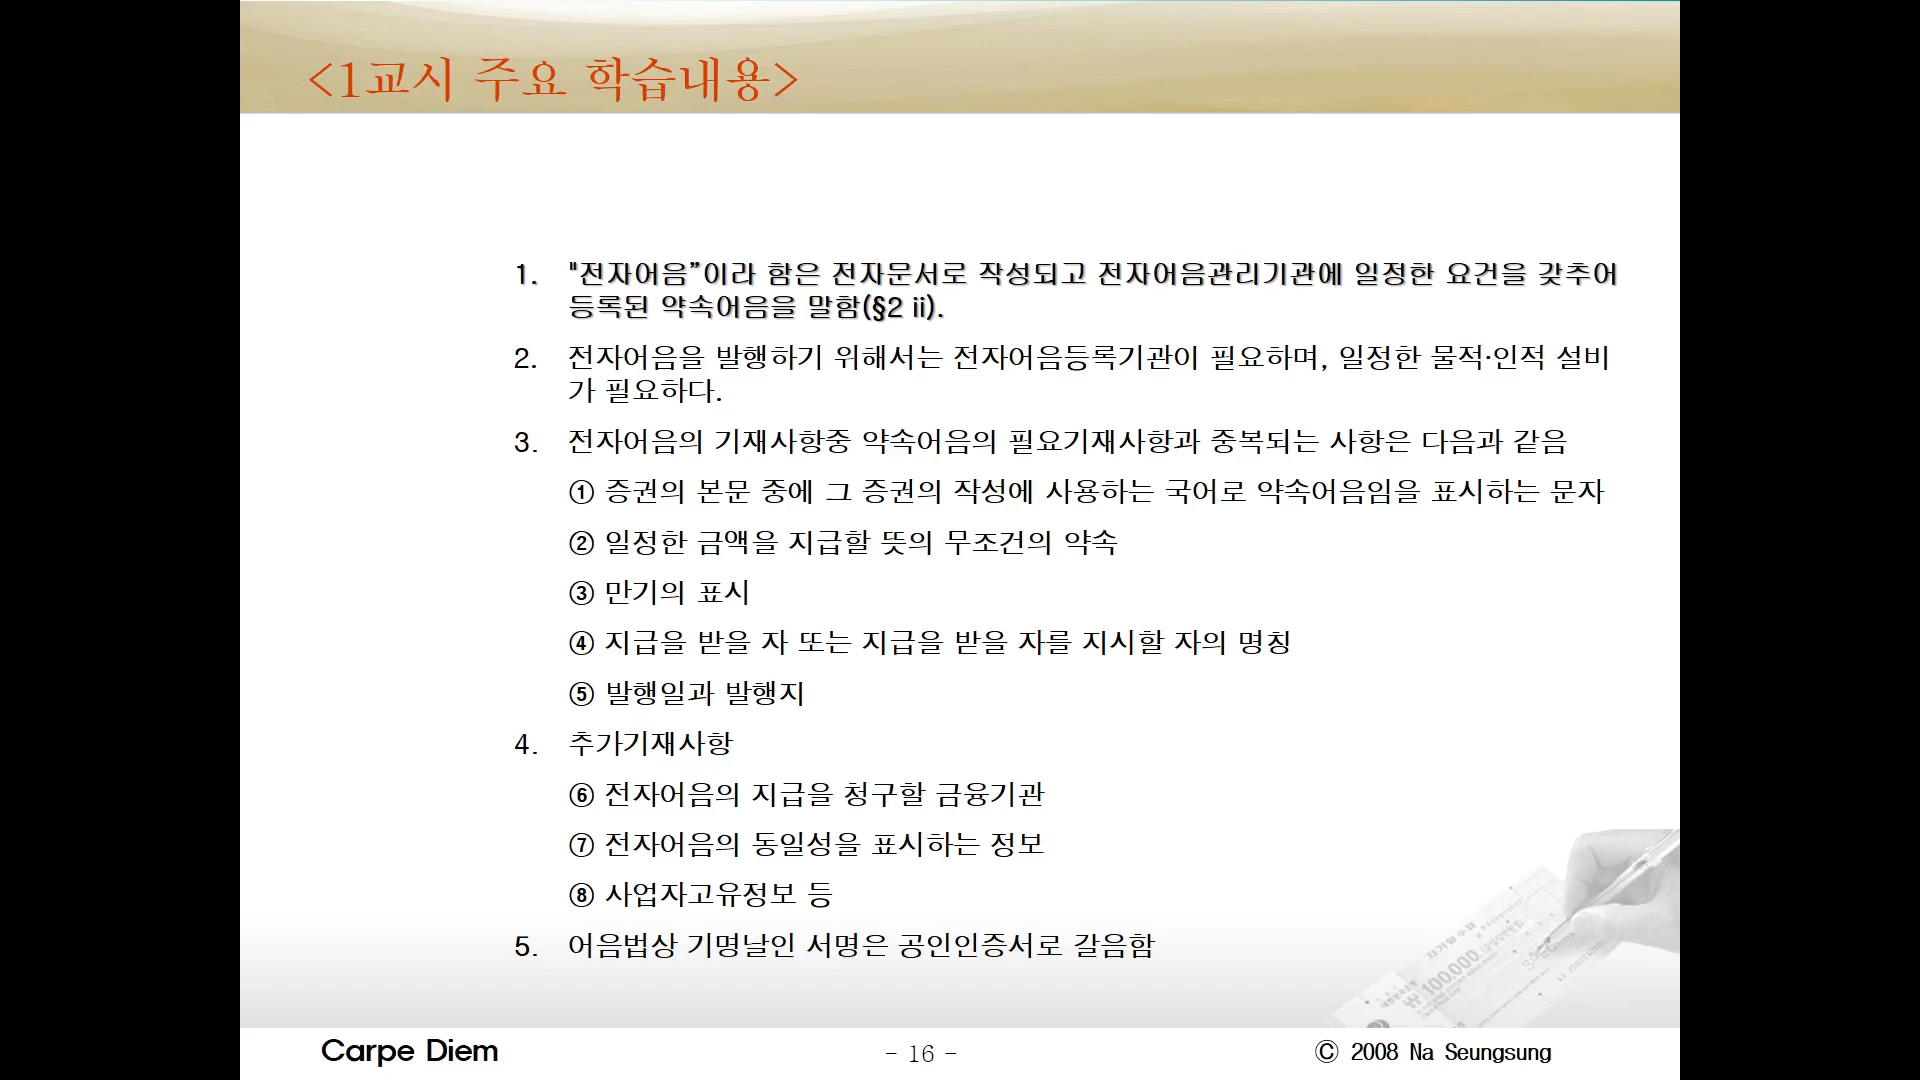 <1교시 주요 학습내용>
1. "전자어음”이라 함은 전자문서로 작성되고 전자어음관리기관에 일정한 요건을 갖추어
등록된 약속어음을 말함(§2 ii).
2. 전자어음을 발행하기 위해서는 전자어음등록기관이 필요하며, 일정한 물적·인적 설비
가 필요하다.
3. 전자어음의 기재사항중 약속어음의 필요기재사항과 중복되는 사항은 다음과 같음
① 증권의 본문 중에 그 증권의 작성에 사용하는 국어로 약속어음임을 표시하는 문자
② 일정한 금액을 지급할 뜻의 무조건의 약속
③ 만기의 표시
④ 지급을 받을 자 또는 지급을 받을 자를 지시할 자의 명칭
⑤ 발행일과 발행지
4. 추가기재사항
⑥ 전자어음의 지급을 청구할 금융기관
⑦ 전자어음의 동일성을 표시하는 정보
⑧ 사업자고유정보 등
5. 어음법상 기명날인 서명은 공인인증서로 갈음함
자기앞수표
₩100,000
Carpe Diem
- 16 -
© 2008 Na Seungsung